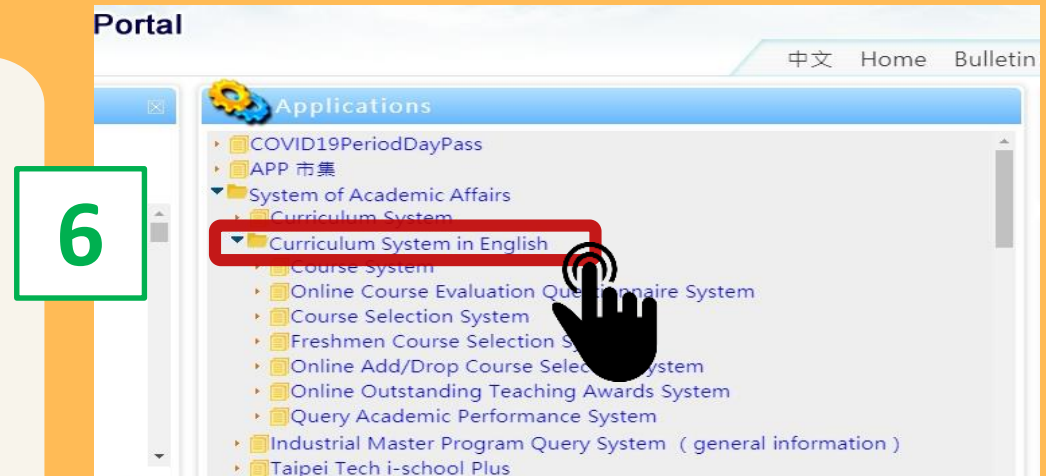 Portal
中文 Home Bulletin
Applications
COVID19PeriodDayPass
APP 市集
System of Academic Affairs
Curriculum System
6
Curriculum System in English
Course System
Online Course Evaluation Questionnaire System
Course Selection System
Freshmen Course Selection
Online Add/Drop Course Selec ystem
Online Outstanding Teaching Awards System
Query Academic Performance System
Industrial Master Program Query System ( general information )
Taipei Tech i-school Plus